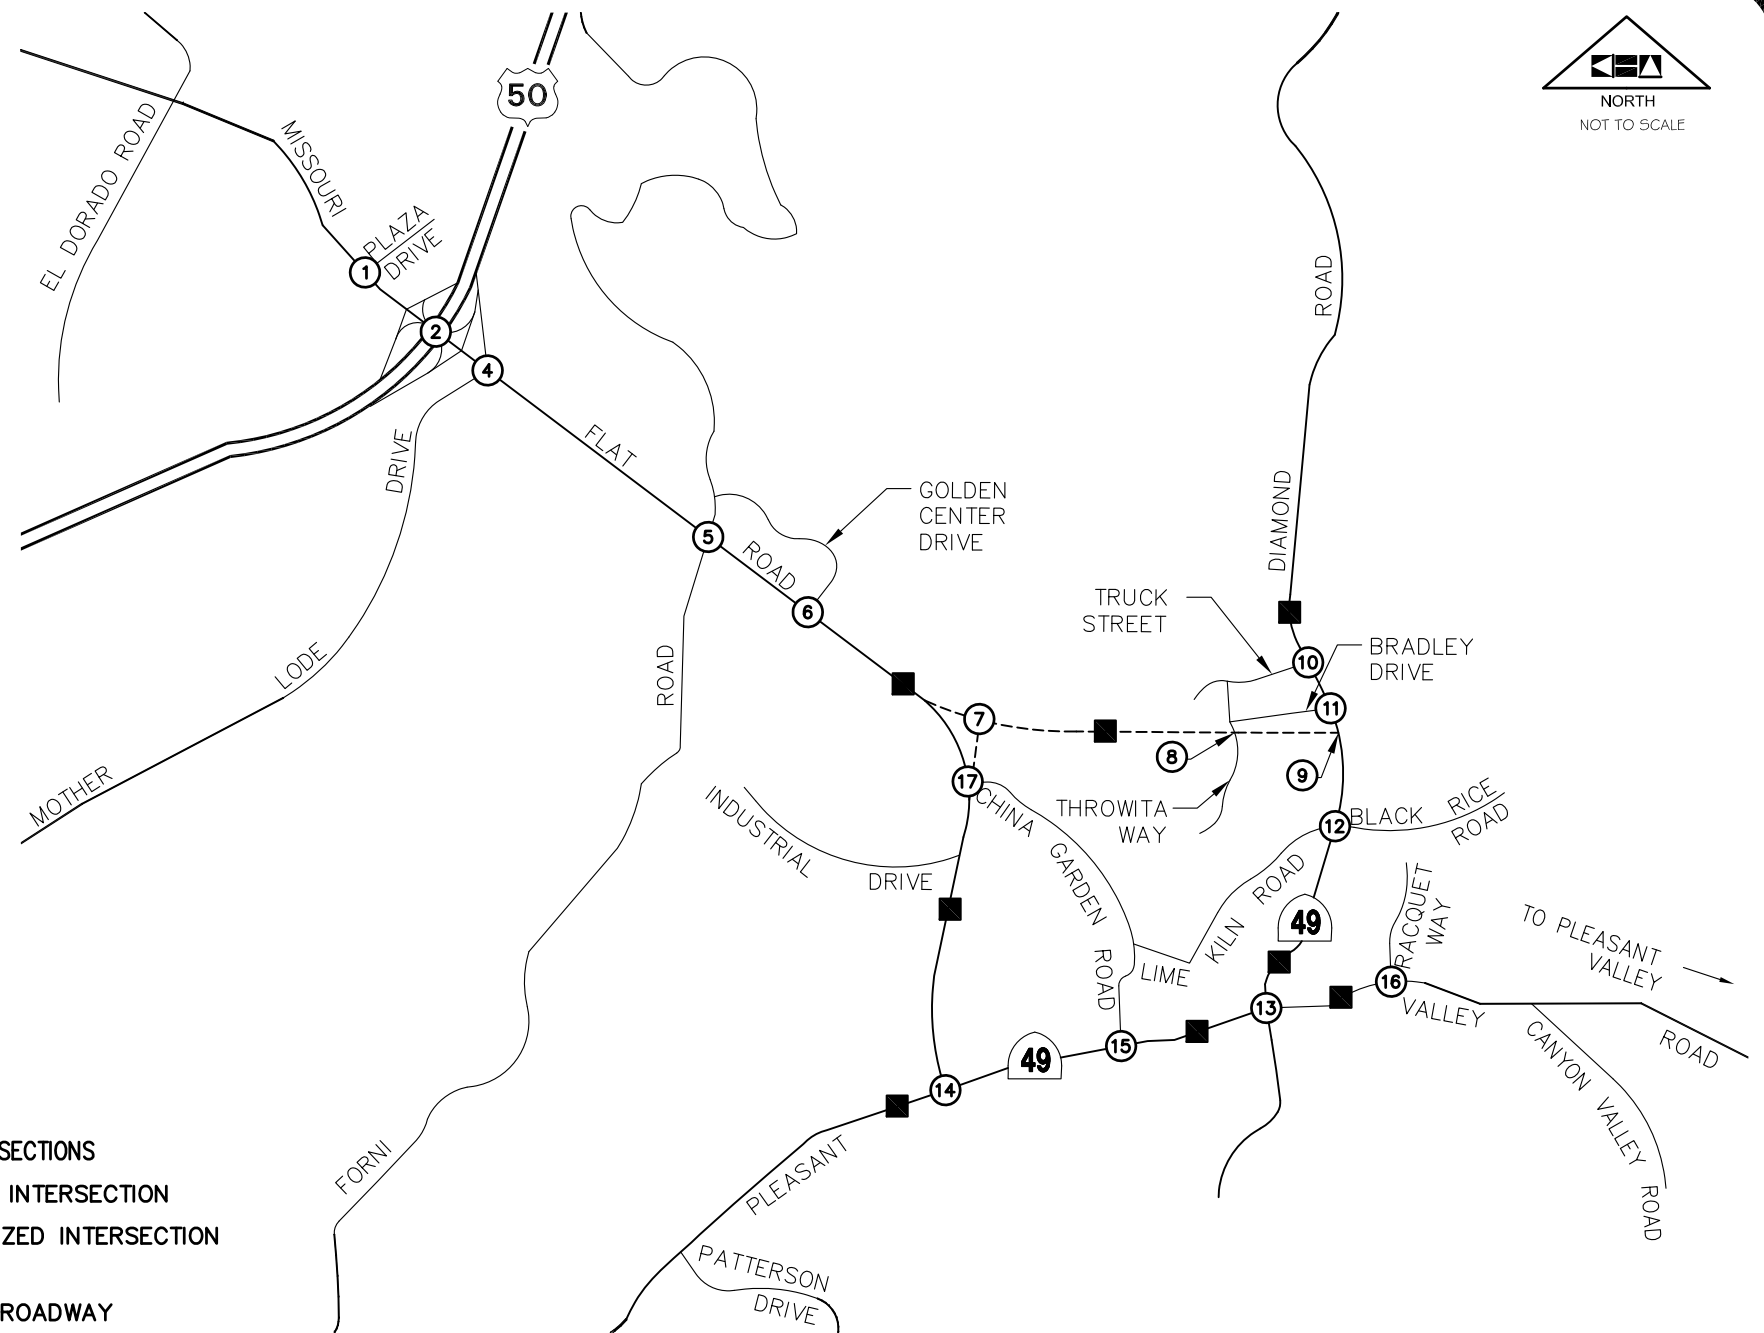 50
NORTH
NOT TO SCALE
EL DORADO ROAD
MISSOURI
PLAZA
DRIVE
1
2
4
FLAT
DRIVE
LODE
MOTHER
5
ROAD
6
GOLDEN
CENTER
DRIVE
ROAD
DIAMOND
TRUCK
STREET
BRADLEY
DRIVE
10
11
7
8
9
17
ROAD
THROWITA
WAY
12
BLACK
RICE
ROAD
INDUSTRIAL
DRIVE
CHINA
GARDEN
ROAD
LIME
KILN
ROAD
49
RACQUET
WAY
TO PLEASANT
VALLEY
16
13
15
14
49
VALLEY
ROAD
CANYON VALLEY ROAD
PLEASANT
FORNI
PATTERSON
DRIVE
SECTIONS
INTERSECTION
ZED INTERSECTION
ROADWAY